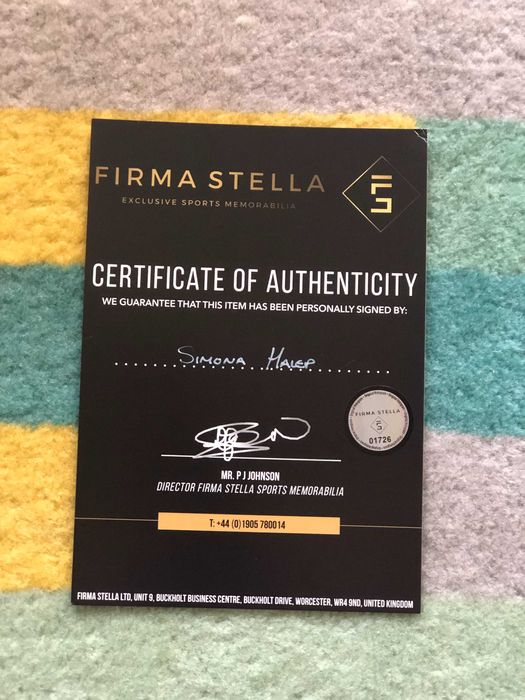 FIRMA STELLA
EXCLUSIVE SPORTS MEMORABILIA
CERTIFICATE OF AUTHENTICITY
WE GUARANTEE THAT THIS ITEM HAS BEEN PERSONALLY SIGNED BY:
SIMONA HALEP
FIRMA STELLA
01726
MR. P J JOHNSON
DIRECTOR FIRMA STELLA SPORTS MEMORABILIA
T: +44 (0)1905 780014
FIRMA STELLA LTD, UNIT 9, BUCKHOLT BUSINESS CENTRE, BUCKHOLT DRIVE, WORCESTER, WR4 9ND, UNITED KINGDOM